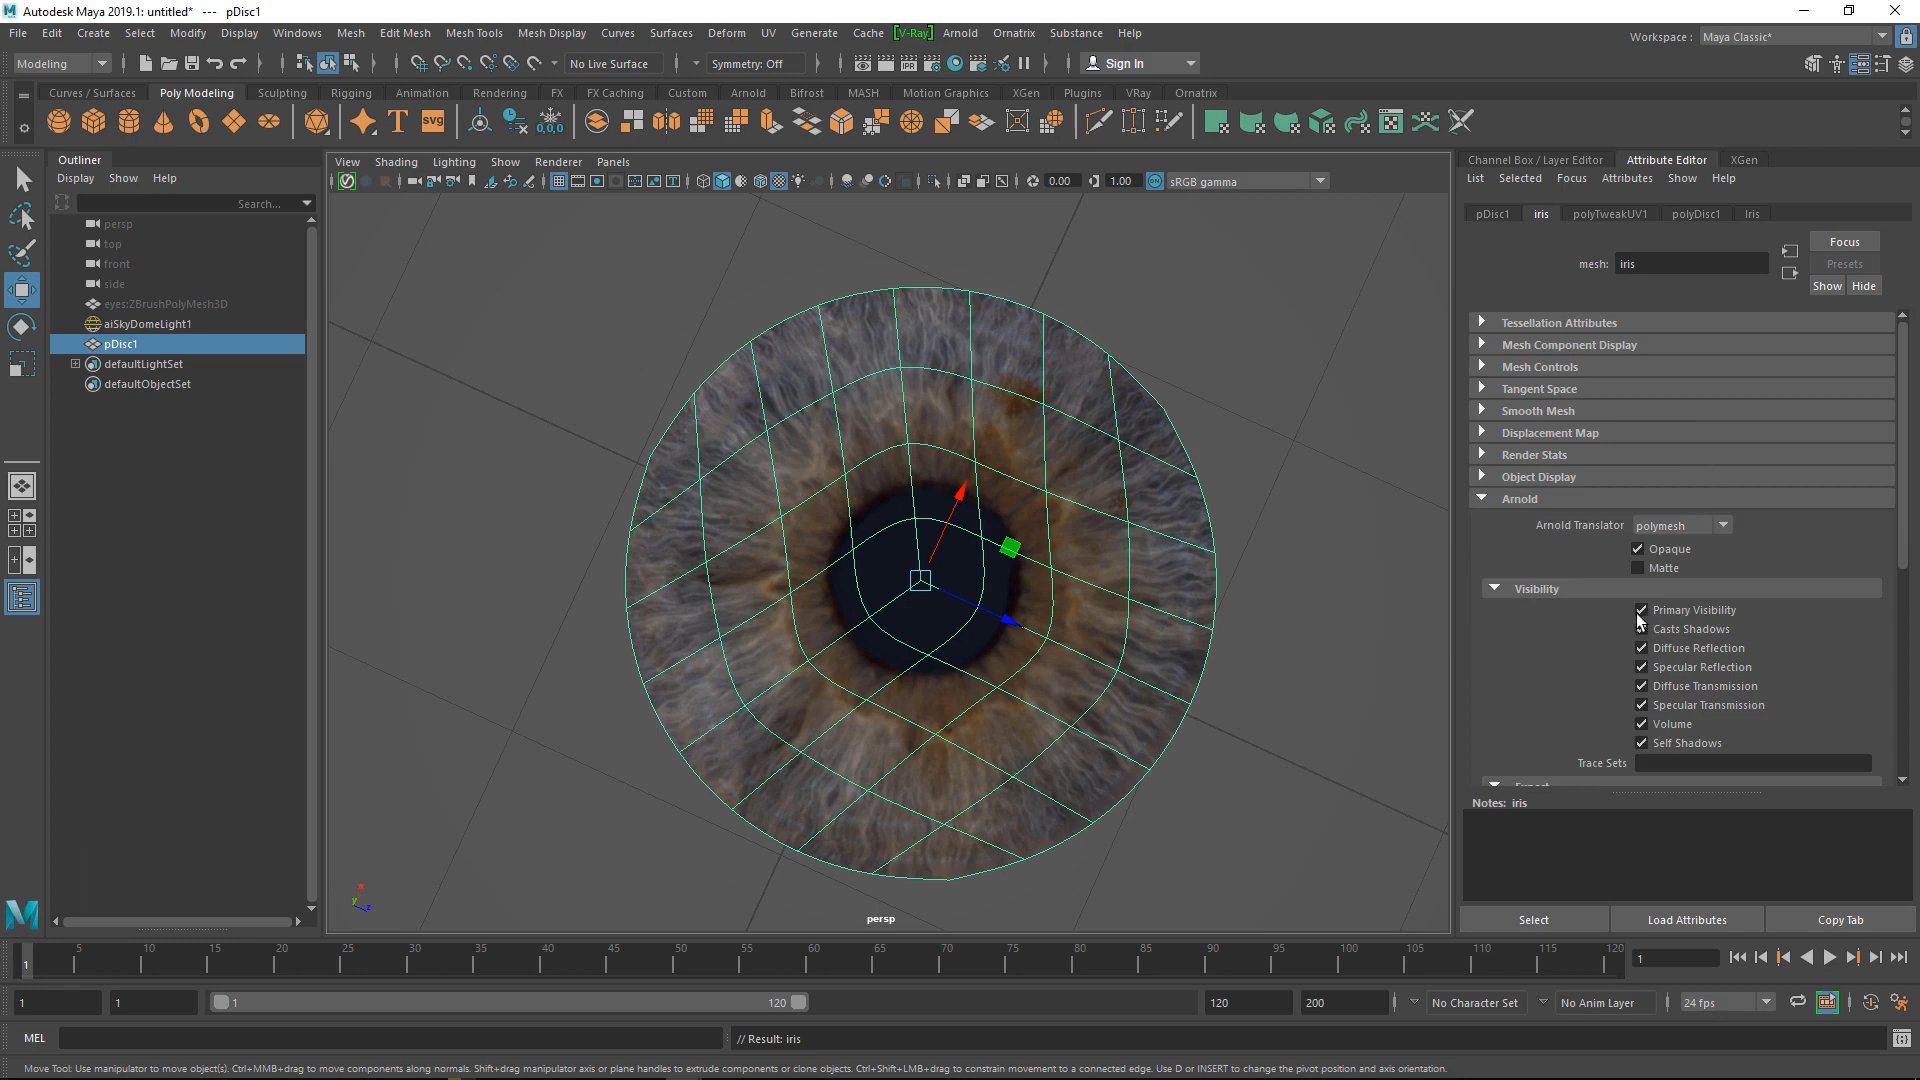 Autodesk Maya 2019.1: untitled* --- pDisc1
File Edit Create Select Modify Display Windows Mesh Edit Mesh Mesh Tools Mesh Display Curves Surfaces Deform UV Generate Cache [V-Ray] Arnold Ornatrix Substance Help
Workspace : Maya Classic*
Modeling No Live Surface Symmetry: Off IPR Sign In
Curves / Surfaces Poly Modeling Sculpting Rigging Animation Rendering FX FX Caching Custom Arnold Bifrost MASH Motion Graphics XGen Plugins VRay Ornatrix
T svg 0,0,0
Outliner
Display Show Help
Search...
persp
top
front
side
eyes:ZBrushPolyMesh3D
aiSkyDomeLight1
pDisc1
defaultLightSet
defaultObjectSet
View Shading Lighting Show Renderer Panels
0.00 1.00 ON sRGB gamma
persp
y z
Channel Box / Layer Editor Attribute Editor XGen
List Selected Focus Attributes Show Help
pDisc1 iris polyTweakUV1 polyDisc1 Iris
mesh: iris
Focus
Presets
Show Hide
Tessellation Attributes
Mesh Component Display
Mesh Controls
Tangent Space
Smooth Mesh
Displacement Map
Render Stats
Object Display
Arnold
Arnold Translator polymesh
Opaque
Matte
Visibility
Primary Visibility
Casts Shadows
Diffuse Reflection
Specular Reflection
Diffuse Transmission
Specular Transmission
Volume
Self Shadows
Trace Sets
Notes: iris
Select Load Attributes Copy Tab
5 10 15 20 25 30 35 40 45 50 55 60 65 70 75 80 85 90 95 100 105 110 115 120
1 1
1 1 1 120 120 200 No Character Set No Anim Layer 24 fps
MEL // Result: iris
Move Tool: Use manipulator to move object(s). Ctrl+MMB+drag to move components along normals. Shift+drag manipulator axis or plane handles to extrude components or clone objects. Ctrl+Shift+LMB+drag to constrain movement to a connected edge. Use D or INSERT to change the pivot position and axis orientation.